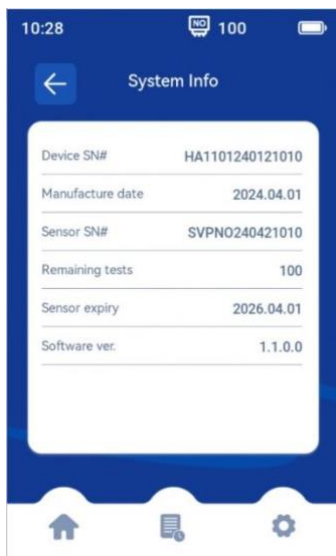 10:28 NO 100
System Info
Device SN# HA1101240121010
Manufacture date 2024.04.01
Sensor SN# SVPNO240421010
Remaining tests 100
Sensor expiry 2026.04.01
Software ver. 1.1.0.0